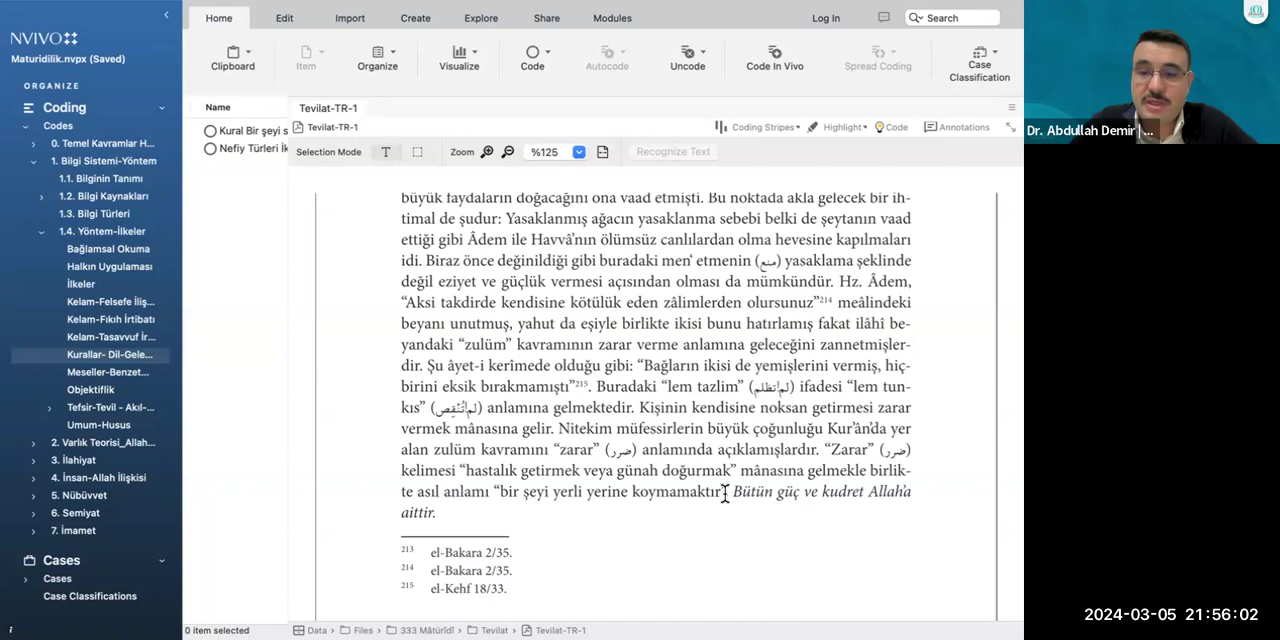 NVIVO
Maturidilik.nvpx (Saved)
ORGANIZE
Coding
Codes
0. Temel Kavramlar H...
1. Bilgi Sistemi-Yöntem
1.1. Bilginin Tanımı
1.2. Bilgi Kaynakları
1.3. Bilgi Türleri
1.4. Yöntem-İlkeler
Bağlamsal Okuma
Halkın Uygulaması
İlkeler
Kelam-Felsefe İliş...
Kelam-Fıkıh İrtibatı
Kelam-Tasavvuf İr...
Kurallar- Dil-Gele...
Meseller-Benzet...
Objektiflik
Tefsir-Tevil - Akıl-...
Umum-Husus
2. Varlık Teorisi_Allah...
3. İlahiyat
4. İnsan-Allah İlişkisi
5. Nübüvvet
6. Semiyat
7. İmamet
Cases
Cases
Case Classifications
Home Edit Import Create Explore Share Modules Log In Search
Clipboard Item Organize Visualize Code Autocode Uncode Code In Vivo Spread Coding Case Classification
Name
Kural Bir şeyi s
Nefiy Türleri İk
Tevilat-TR-1
Tevilat-TR-1 Coding Stripes Highlight Code Annotations
Selection Mode T Zoom %125 Recognize Text
büyük faydaların doğacağını ona vaad etmişti. Bu noktada akla gelecek bir ih-
timal de şudur: Yasaklanmış ağacın yasaklanma sebebi belki de şeytanın vaad
ettiği gibi Âdem ile Havvâ'nın ölümsüz canlılardan olma hevesine kapılmaları
idi. Biraz önce değinildiği gibi buradaki men‘ etmenin (منع) yasaklama şeklinde
değil eziyet ve güçlük vermesi açısından olması da mümkündür. Hz. Âdem,
“Aksi takdirde kendisine kötülük eden zâlimlerden olursunuz”214 meâlindeki
beyanı unutmuş, yahut da eşiyle birlikte ikisi bunu hatırlamış fakat ilâhî be-
yandaki “zulüm” kavramının zarar verme anlamına geleceğini zannetmişler-
dir. Şu âyet-i kerîmede olduğu gibi: “Bağların ikisi de yemişlerini vermiş, hiç-
birini eksik bırakmamıştı”215. Buradaki “lem tazlim” (لم تظلم) ifadesi “lem tun-
kıs” (لم تُنْقِص) anlamına gelmektedir. Kişinin kendisine noksan getirmesi zarar
vermek mânasına gelir. Nitekim müfessirlerin büyük çoğunluğu Kur'ân'da yer
alan zulüm kavramını “zarar” (ضرر) anlamında açıklamışlardır. “Zarar” (ضرر)
kelimesi “hastalık getirmek veya günah doğurmak” mânasına gelmekle birlik-
te asıl anlamı “bir şeyi yerli yerine koymamaktır”. Bütün güç ve kudret Allah'a
aittir.
213 el-Bakara 2/35.
214 el-Bakara 2/35.
215 el-Kehf 18/33.
0 item selected Data Files 333 Mâtürîdî Tevilat Tevilat-TR-1
Dr. Abdullah Demir | ...
2024-03-05 21:56:02